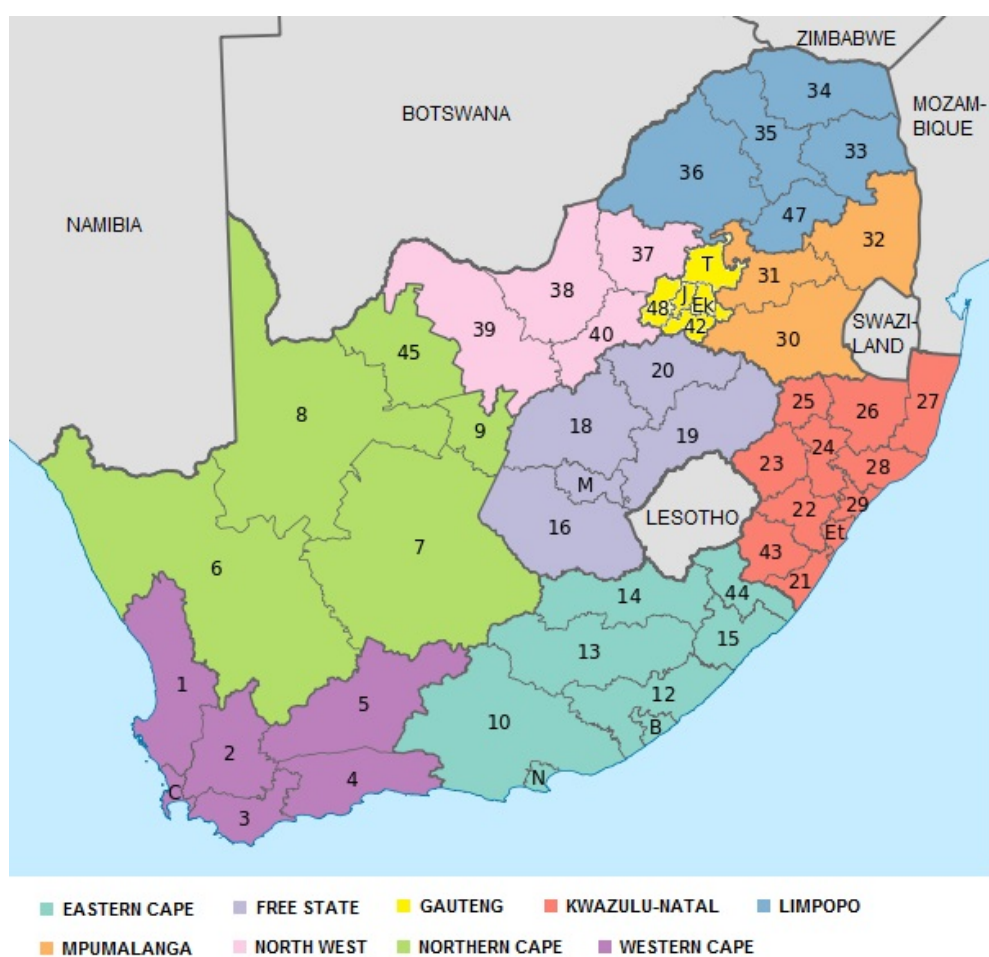 ZIMBABWE
34
BOTSWANA
MOZAM-
BIQUE
35
33
36
47
NAMIBIA
32
37
T
31
38
J
EK
48
42
SWAZI-
LAND
39
40
30
45
20
8
25
26
27
9
18
19
24
23
28
M
29
22
LESOTHO
16
Et.
7
43
6
21
14
44
15
13
1
12
5
10
B
2
4
N
C
3
EASTERN CAPE
FREE STATE
GAUTENG
KWAZULU-NATAL
LIMPOPO
MPUMALANGA
NORTH WEST
NORTHERN CAPE
WESTERN CAPE